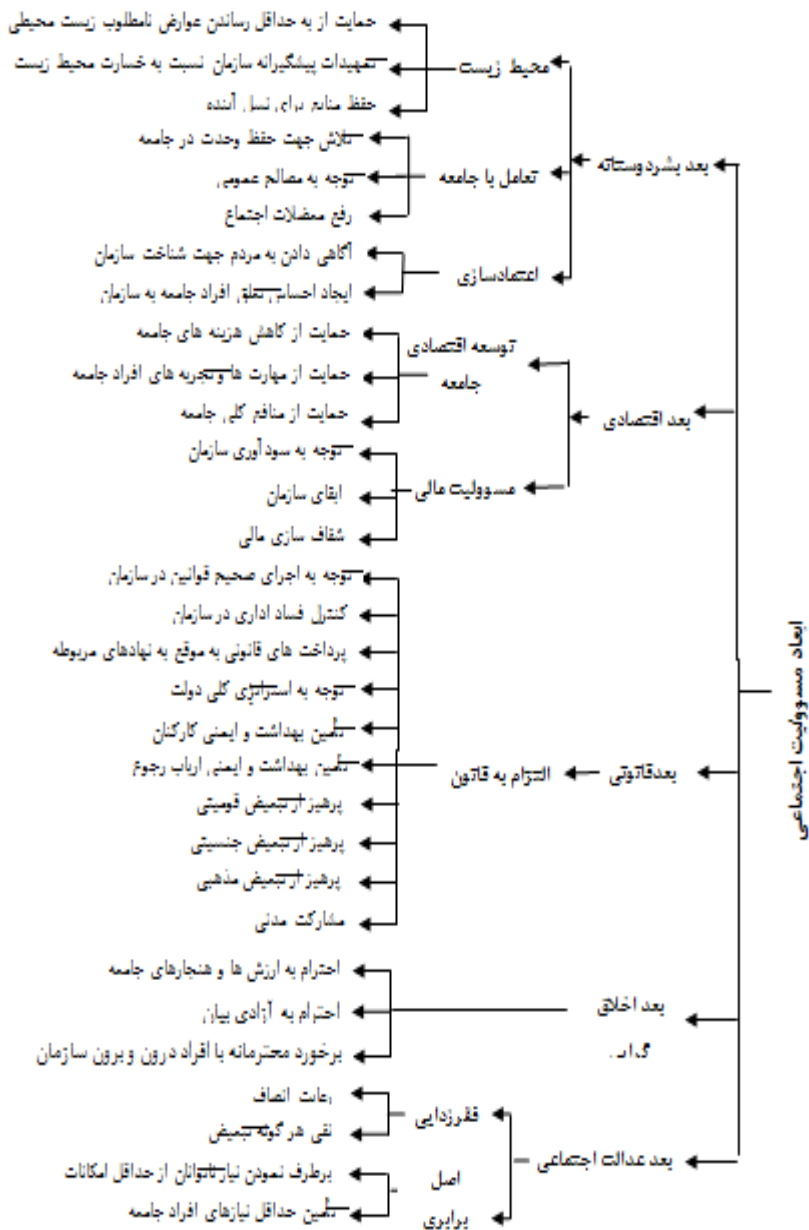 ابعاد مسوولیت اجتماعی
بعد بشردوستانه
محیط زیست
حمایت از به حداقل رساندن عوارض نامطلوب زیست محیطی
تمهیدات پیشگیرانه سازمان نسبت به خسارت محیط زیست
حفظ منابع برای نسل آینده
تعامل با جامعه
تلاش جهت حفظ وحدت در جامعه
توجه به مصالح عمومی
رفع معضلات اجتماع
اعتمادسازی
آگاهی دادن به مردم جهت شناخت سازمان
ایجاد احساس تعلق افراد جامعه به سازمان
بعد اقتصادی
توسعه اقتصادی
جامعه
حمایت از کاهش هزینه های جامعه
حمایت از مهارت ها و تجربه های افراد جامعه
حمایت از منافع کلی جامعه
مسوولیت مالی
توجه به سودآوری سازمان
ابقای سازمان
شفاف سازی مالی
بعدقانونی
التزام به قانون
توجه به اجرای صحیح قوانین در سازمان
کنترل فساد اداری در سازمان
پرداخت های قانونی به موقع به نهادهای مربوطه
توجه به استراتژی کلی دولت
تأمین بهداشت و ایمنی کارکنان
تأمین بهداشت و ایمنی ارباب رجوع
پرهیز از تبعیض قومیتی
پرهیز از تبعیض جنسیتی
پرهیز از تبعیض مذهبی
مشارکت مدنی
بعد اخلاق
احترام به ارزش ها و هنجارهای جامعه
احترام به آزادی بیان
برخورد محترمانه با افراد درون و برون سازمان
بعد عدالت اجتماعی
فقرزدایی
رعایت انصاف
نفی هر گونه تبعیض
اصل
برابری
برطرف نمودن نیاز ناتوانان از حداقل امکانات
تأمین حداقل نیازهای افراد جامعه